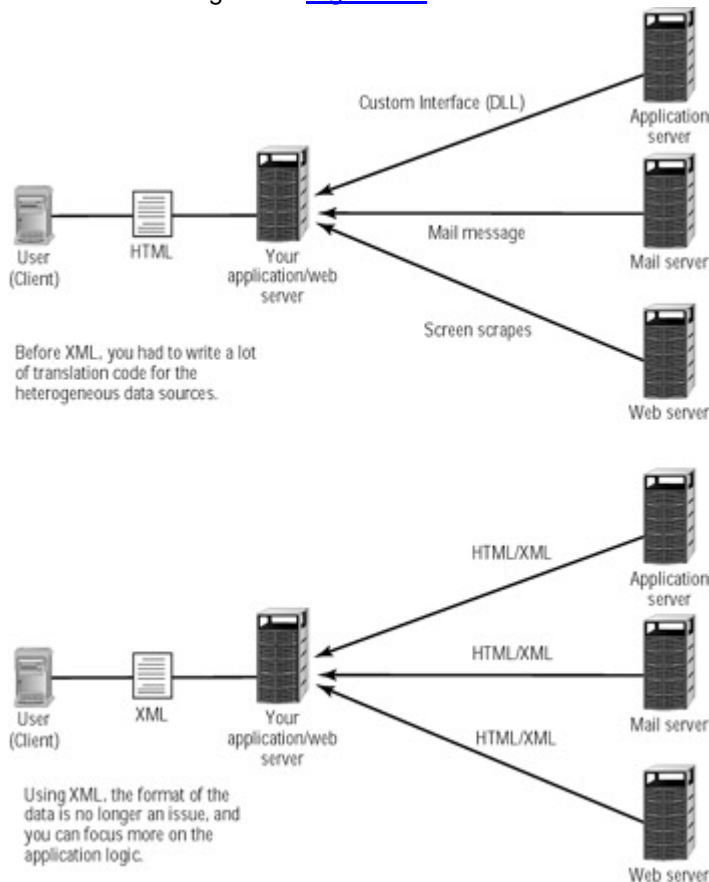 Custom Interface (DLL)
Application
server
Mail message
User
(Client)
HTML
Your
application/web
server
Mail server
Screen scrapes
Before XML, you had to write a lot
of translation code for the
heterogeneous data sources.
Web server
HTML/XML
Application
server
HTML/XML
User
(Client)
XML
Your
application/web
server
Mail server
HTML/XML
Using XML, the format of the
data is no longer an issue, and
you can focus more on the
application logic.
Web server